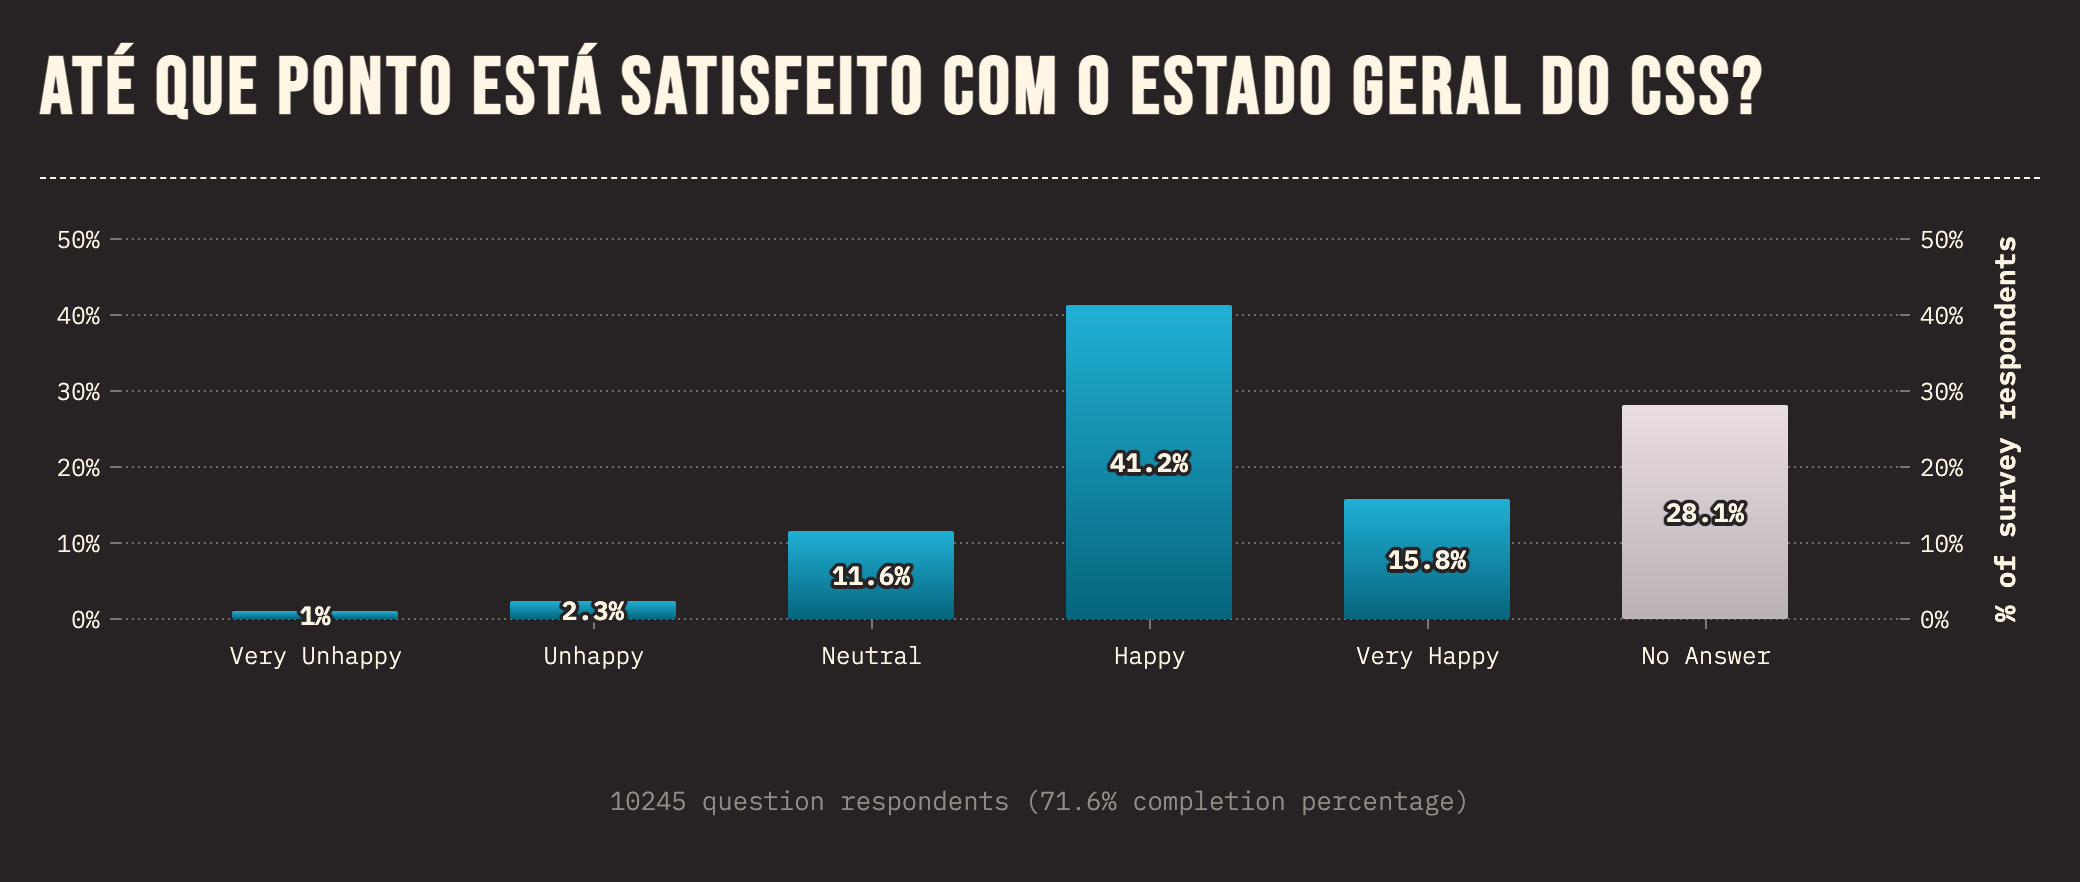 ATÉ QUE PONTO ESTÁ SATISFEITO COM O ESTADO GERAL DO CSS?
50% 50%
40% 40%
30% 30%
20% 20%
10% 10%
0% 0%
% of survey respondents
1% 2.3% 11.6% 41.2% 15.8% 28.1%
Very Unhappy Unhappy Neutral Happy Very Happy No Answer
10245 question respondents (71.6% completion percentage)